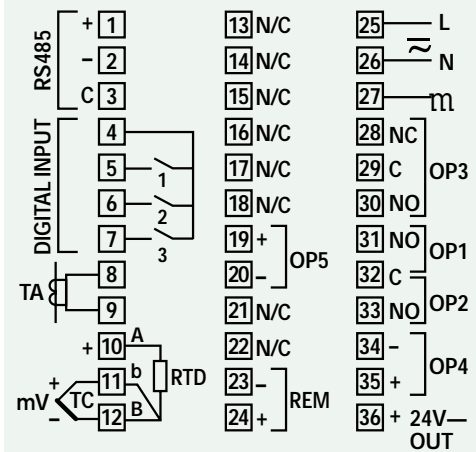 + 1 13 N/C 25 L
RS485 - 2 14 N/C 26 N
C 3 15 N/C 27 m
DIGITAL INPUT 4 16 N/C 28 NC
5 1 17 N/C 29 C OP3
6 2 18 N/C 30 NO
7 3 19 + 31 NO OP1
TA 8 20 – OP5 32 C
9 21 N/C 33 NO OP2
+ 10 A 22 N/C 34 –
+ 11 b RTD 23 – 35 + OP4
mV TC – 12 B 24 + REM 36 + 24V—
OUT